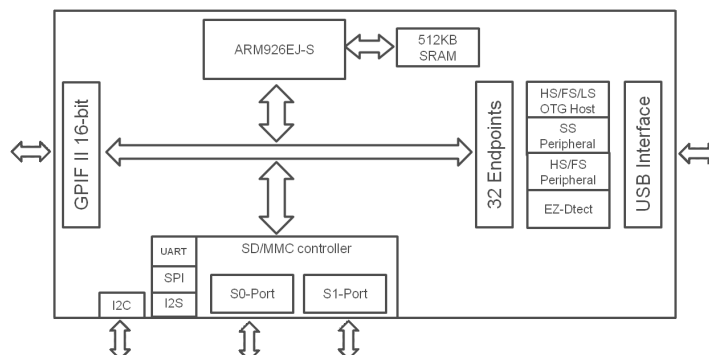 ARM926EJ-S
512KB
SRAM
GPIF II 16-bit
32 Endpoints
HS/FS/LS
OTG Host
SS
Peripheral
HS/FS
Peripheral
EZ-Dtect
USB Interface
UART
SPI
I2S
SD/MMC controller
S0-Port
S1-Port
I2C